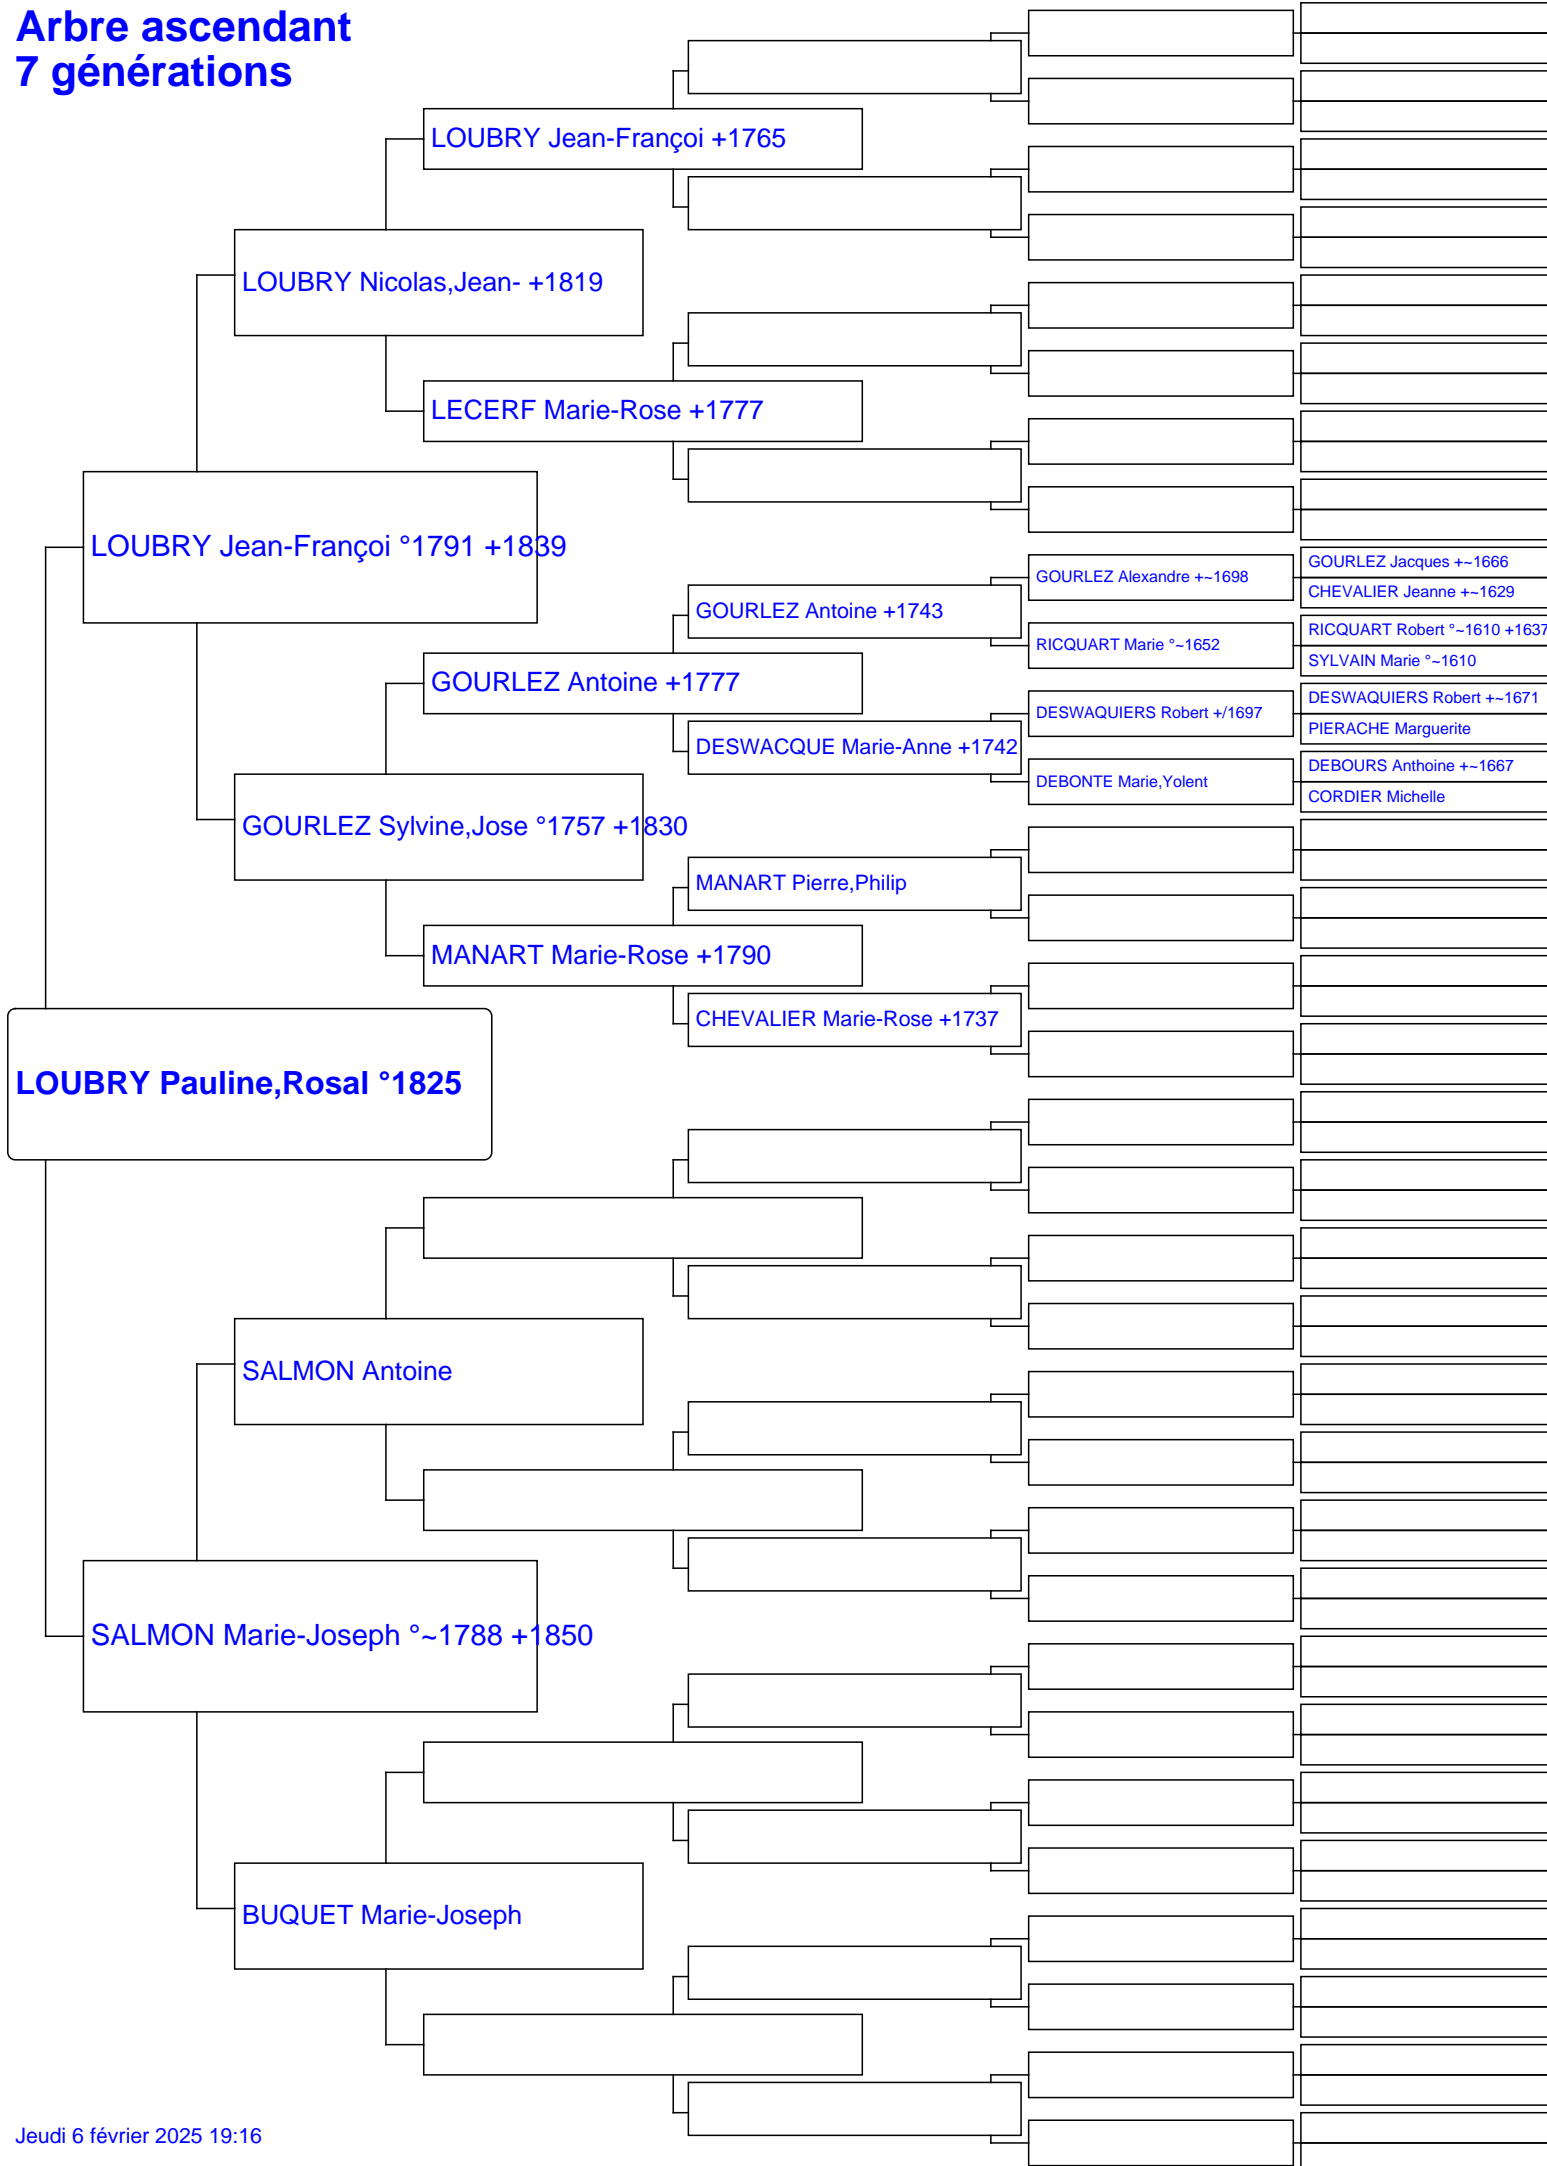 Arbre ascendant
7 générations
LOUBRY Jean-Françoi +1765
LOUBRY Nicolas,Jean- +1819
LECERF Marie-Rose +1777
LOUBRY Jean-Françoi °1791 +1839
GOURLEZ Jacques +~1666
GOURLEZ Alexandre +~1698
CHEVALIER Jeanne +~1629
GOURLEZ Antoine +1743
RICQUART Robert °~1610 +1637
RICQUART Marie °~1652
SYLVAIN Marie °~1610
GOURLEZ Antoine +1777
DESWAQUIERS Robert +~1671
DESWAQUIERS Robert +/1697
PIERACHE Marguerite
DESWACQUE Marie-Anne +1742
DEBOURS Anthoine +~1667
DEBONTE Marie,Yolent
CORDIER Michelle
GOURLEZ Sylvine,Jose °1757 +1830
MANART Pierre,Philip
MANART Marie-Rose +1790
CHEVALIER Marie-Rose +1737
LOUBRY Pauline,Rosal °1825
SALMON Antoine
SALMON Marie-Joseph °~1788 +1850
BUQUET Marie-Joseph
Jeudi 6 février 2025 19:16